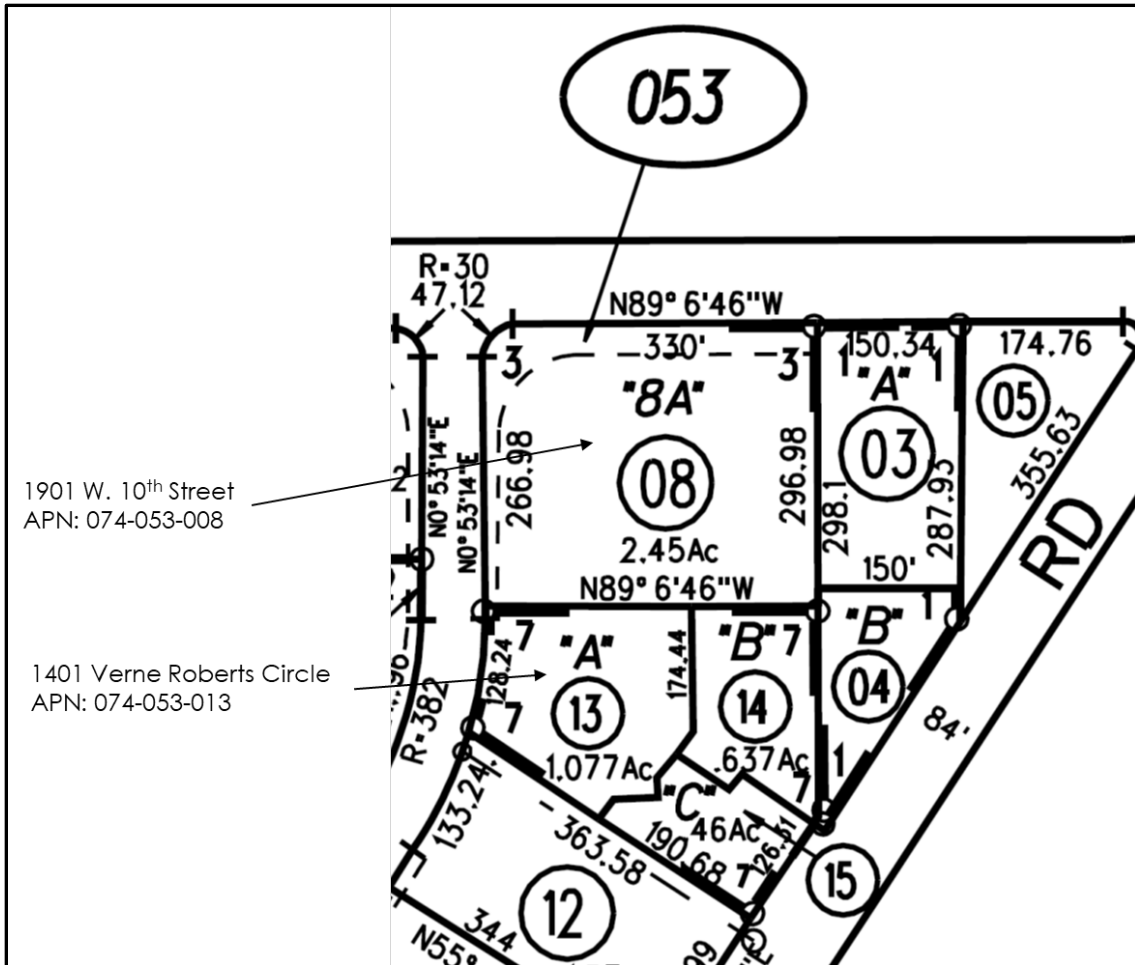 053
R=30
47.12
N89° 6'46"W
3
330'
3
150.34
1
1
174.76
"8A"
"A"
05
N0° 53'14"E
N0° 53'14"E
266.98
08
296.98
298.1
03
287.93
355.63
2
1901 W. 10th Street
APN: 074-053-008
2.45Ac
RD
N89° 6'46"W
150'
1
7
"A"
"B"
7
"B"
128.24
174.44
1401 Verne Roberts Circle
APN: 074-053-013
13
14
04
7
R=382
1.077Ac
.637Ac
84'
1
7
"C"
.46Ac
133.24
363.58
190.68
126.31
7
15
12
344
N55°